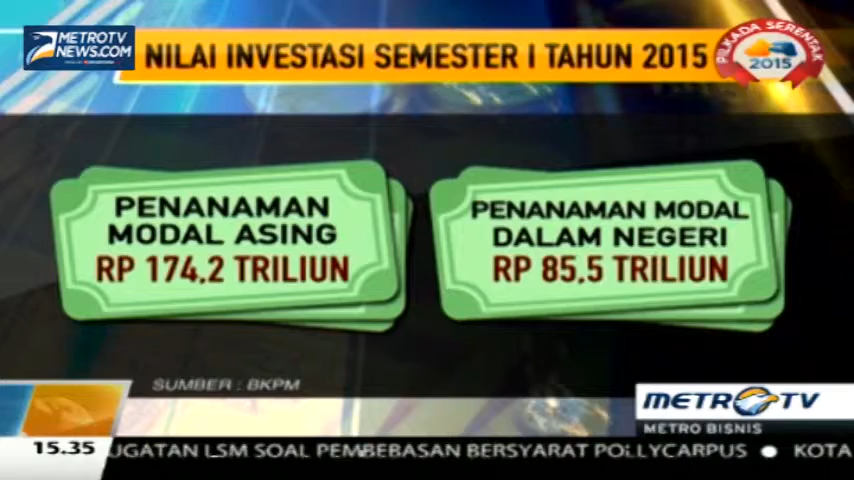 METROTV
NEWS.COM
NILAI INVESTASI SEMESTER I TAHUN 2015
PILKADA SERENTAK
2015
PENANAMAN
MODAL ASING
RP 174,2 TRILIUN
PENANAMAN MODAL
DALAM NEGERI
RP 85,5 TRILIUN
SUMBER : BKPM
METRO TV
METRO BISNIS
15.35
UGATAN LSM SOAL PEMBEBASAN BERSYARAT POLLYCARPUS ● KOTA